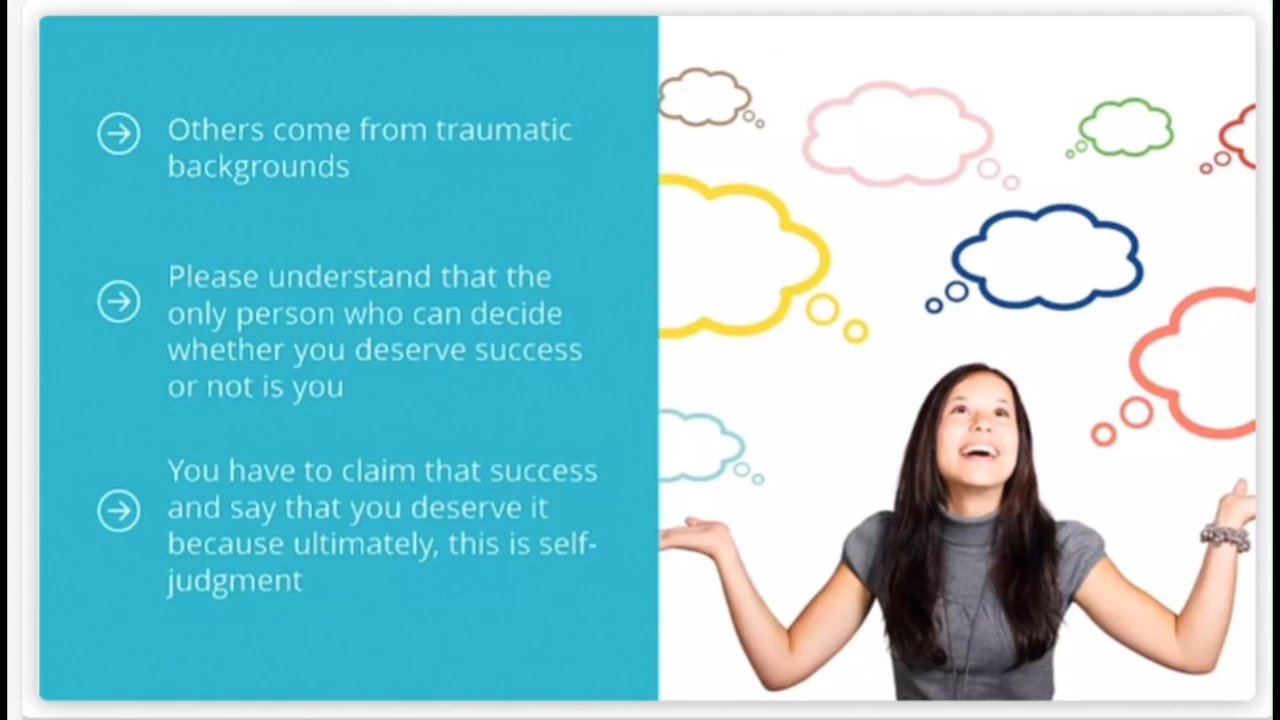 Others come from traumatic
backgrounds
Please understand that the
only person who can decide
whether you deserve success
or not is you
You have to claim that success
and say that you deserve it
because ultimately, this is self-
judgment